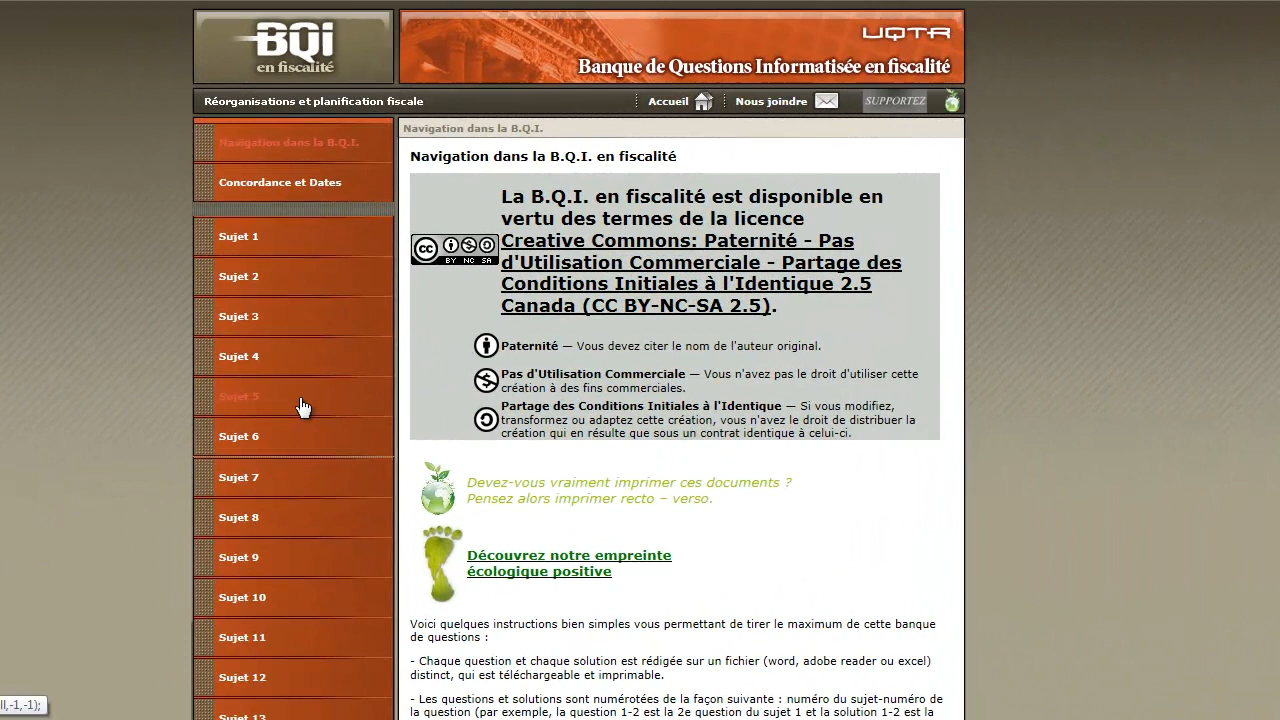 BQi
en fiscalité
UQTR
Banque de Questions Informatisée en fiscalité
Réorganisations et planification fiscale
Accueil
Nous joindre
SUPPORTEZ
Navigation dans la B.Q.I.
Concordance et Dates
Sujet 1
Sujet 2
Sujet 3
Sujet 4
Sujet 5
Sujet 6
Sujet 7
Sujet 8
Sujet 9
Sujet 10
Sujet 11
Sujet 12
Sujet 13
Navigation dans la B.Q.I.
Navigation dans la B.Q.I. en fiscalité
La B.Q.I. en fiscalité est disponible en
vertu des termes de la licence
Creative Commons: Paternité - Pas
d'Utilisation Commerciale - Partage des
Conditions Initiales à l'Identique 2.5
Canada (CC BY-NC-SA 2.5).
cc
BY NC SA
Paternité — Vous devez citer le nom de l'auteur original.
Pas d'Utilisation Commerciale — Vous n'avez pas le droit d'utiliser cette
création à des fins commerciales.
Partage des Conditions Initiales à l'Identique — Si vous modifiez,
transformez ou adaptez cette création, vous n'avez le droit de distribuer la
création qui en résulte que sous un contrat identique à celui-ci.
Devez-vous vraiment imprimer ces documents ?
Pensez alors imprimer recto – verso.
Découvrez notre empreinte
écologique positive
Voici quelques instructions bien simples vous permettant de tirer le maximum de cette banque
de questions :
- Chaque question et chaque solution est rédigée sur un fichier (word, adobe reader ou excel)
distinct, qui est téléchargeable et imprimable.
- Les questions et solutions sont numérotées de la façon suivante : numéro du sujet-numéro de
la question (par exemple, la question 1-2 est la 2e question du sujet 1 et la solution 1-2 est la
ll,-1,-1);